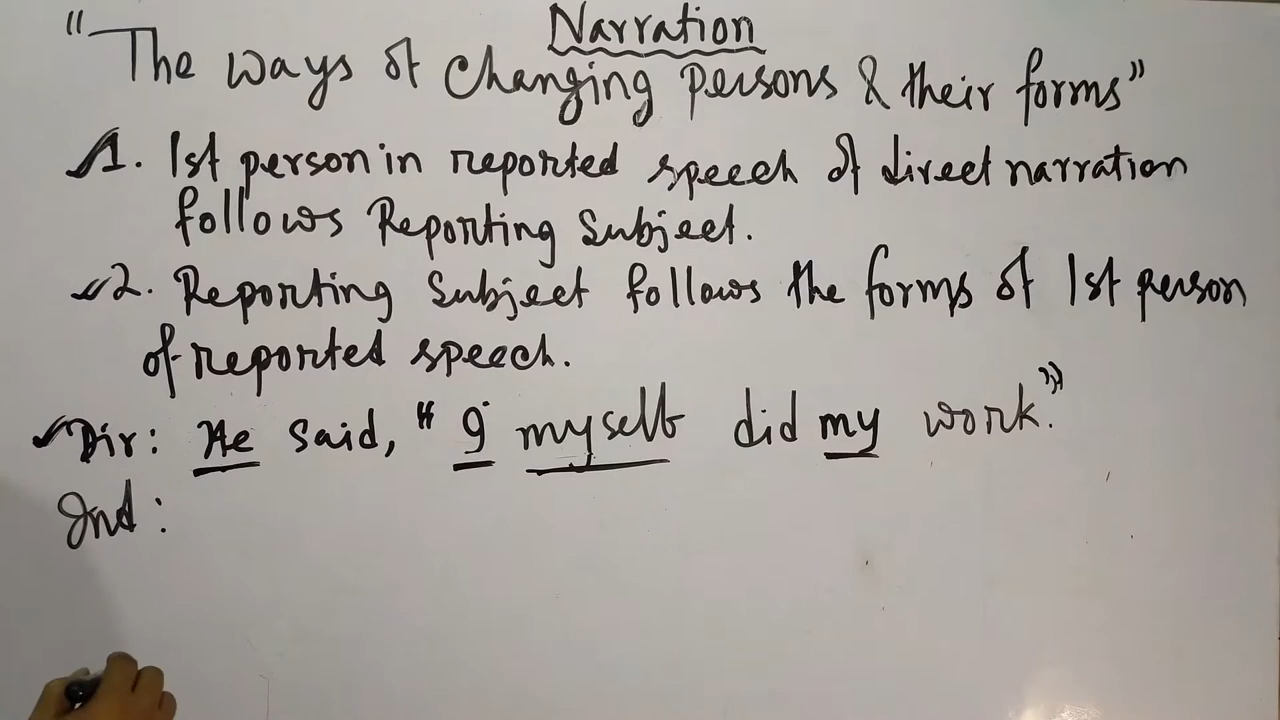 Narration
"The ways of Changing persons & their forms"
1. 1st person in reported speech of direct narration
follows Reporting Subject.
2. Reporting Subject follows the forms of 1st person
of reported speech.
Dir: He said, "I myself did my work."
Ind: